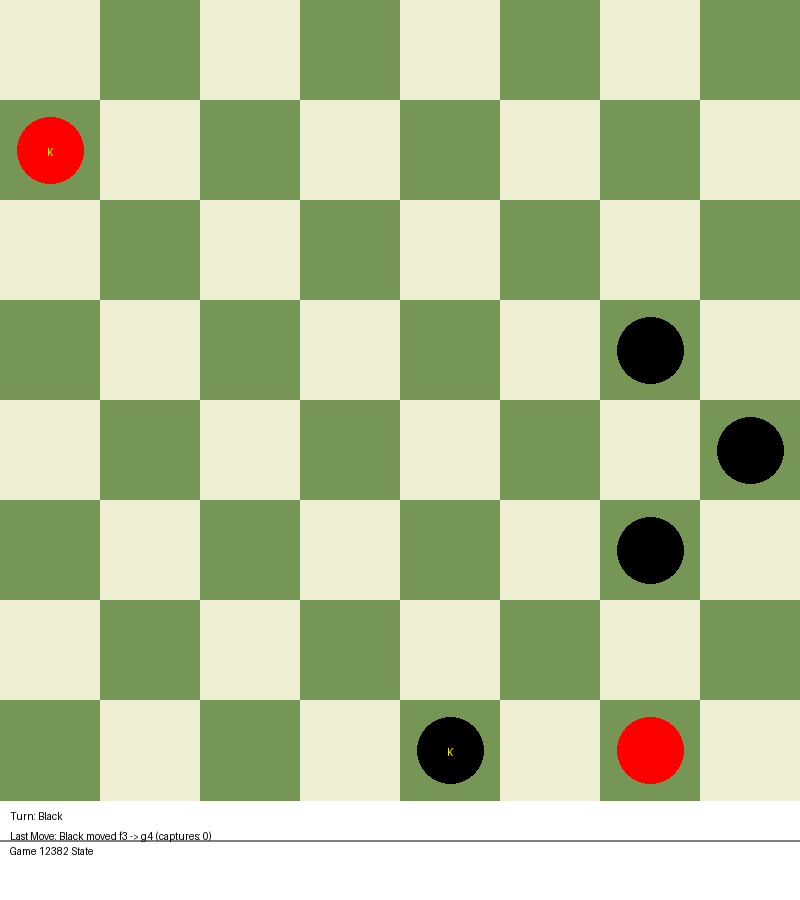 K
K
Turn: Black
Last Move: Black moved f3 -> g4 (captures: 0)
Game 12382 State